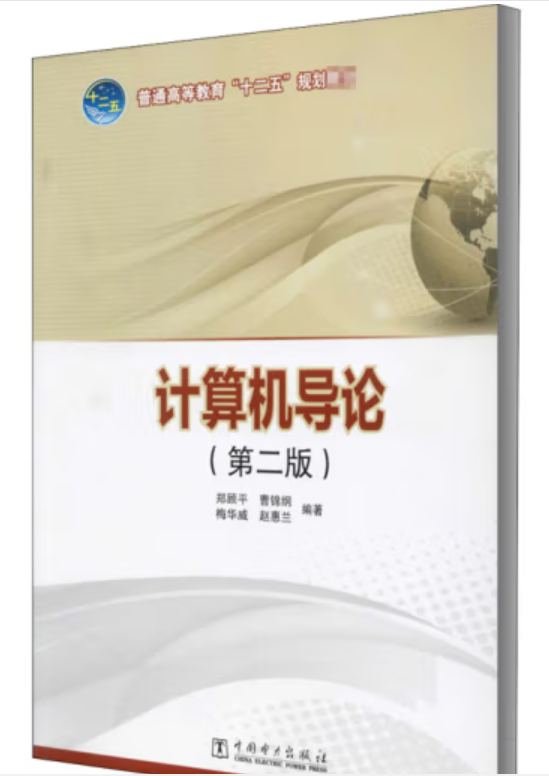 十二五
普通高等教育“十二五”规划
计算机导论
（第二版）
郑顾平 曹锦纲
梅华威 赵惠兰 编著
中国电力出版社
CHINA ELECTRIC POWER PRESS